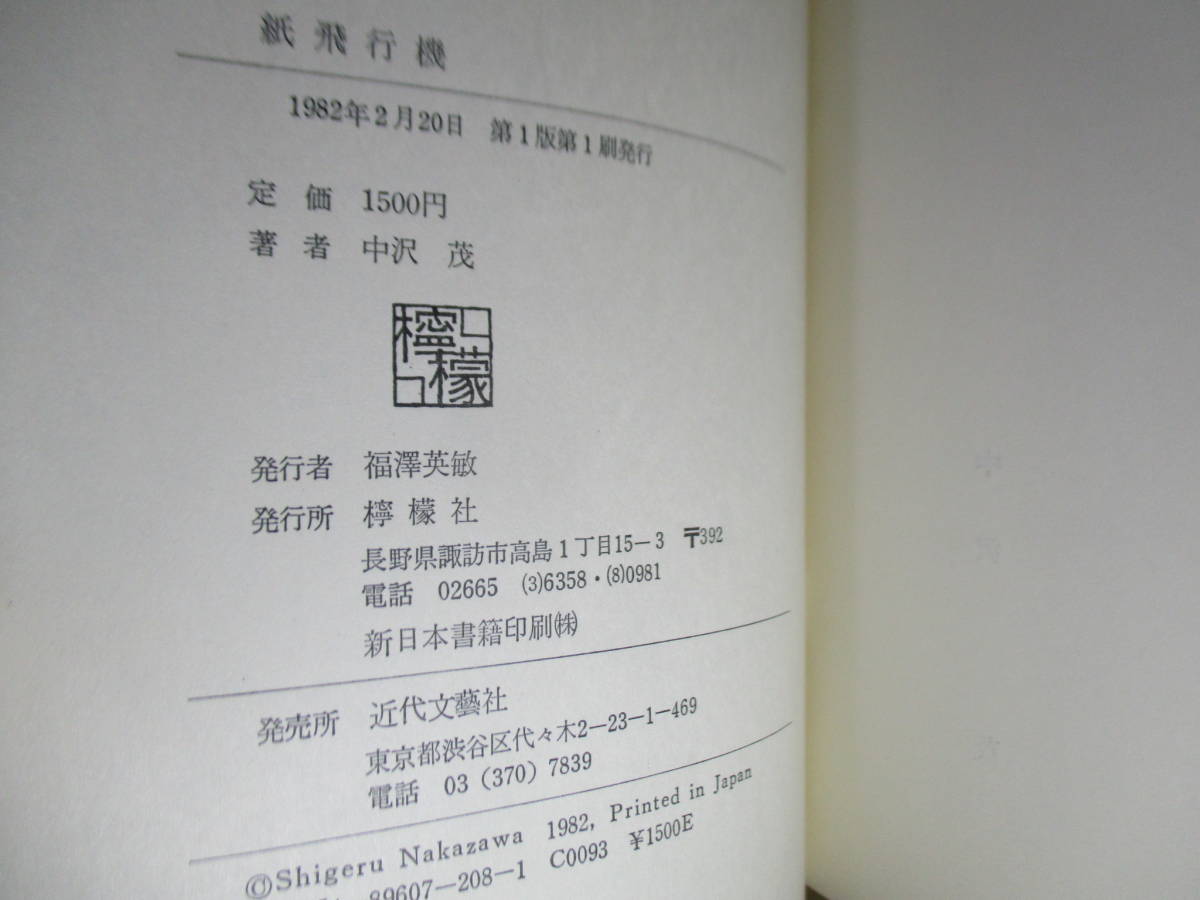 紙飛行機
1982年2月20日 第1版第1刷発行
定 価 1500円
著 者 中沢 茂
檸檬
発行者 福澤英敏
発行所 檸檬社
長野県諏訪市高島1丁目15―3 〒392
電話 02665 (3)6358・(8)0981
新日本書籍印刷㈱
発売所 近代文藝社
東京都渋谷区代々木2―23―1―469
電話 03 (370) 7839
©Shigeru Nakazawa 1982, Printed in Japan
89607―208―1 C0093 ¥1500E